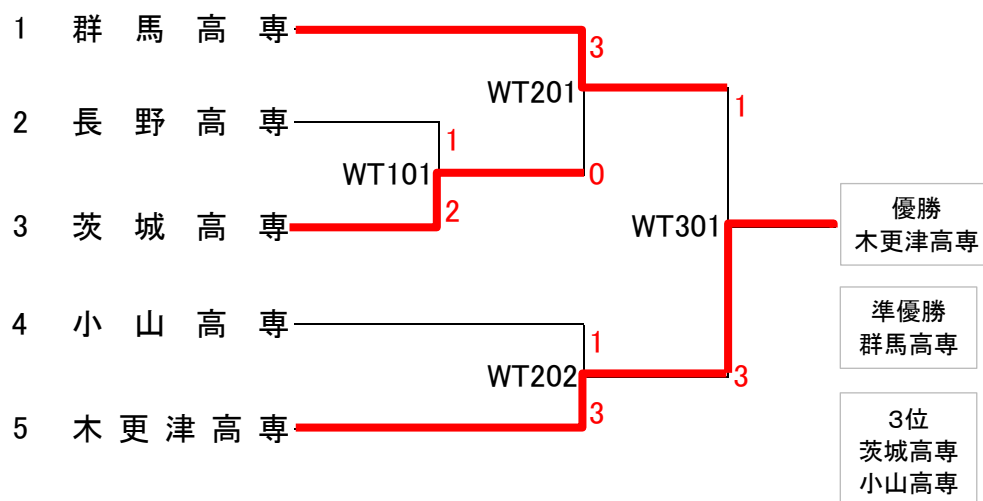 1 群馬高専
3
WT201
2 長野高専
1
1
WT101
0
2
3 茨城高専
WT301
優勝
木更津高専
4 小山高専
準優勝
群馬高専
1
WT202
3
3
5 木更津高専
3位
茨城高専
小山高専